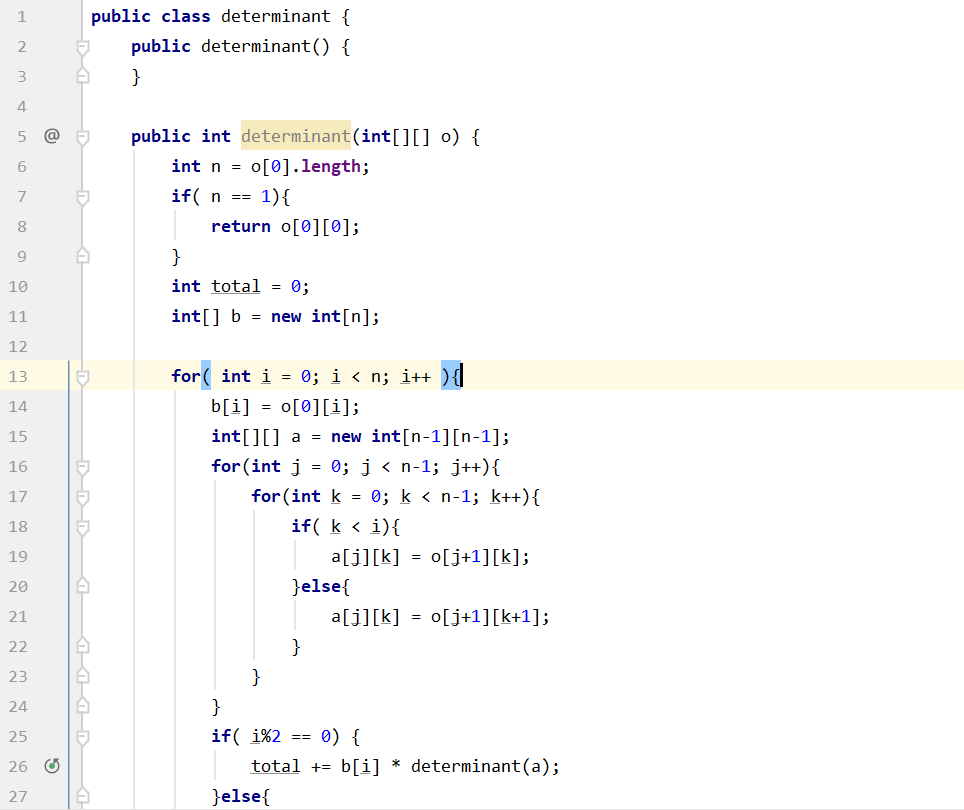 1 public class determinant {
2 public determinant() {
3 }
4
5 @ public int determinant(int[][] o) {
6 int n = o[0].length;
7 if( n == 1){
8 return o[0][0];
9 }
10 int total = 0;
11 int[] b = new int[n];
12
13 for( int i = 0; i < n; i++ ){
14 b[i] = o[0][i];
15 int[][] a = new int[n-1][n-1];
16 for(int j = 0; j < n-1; j++){
17 for(int k = 0; k < n-1; k++){
18 if( k < i){
19 a[j][k] = o[j+1][k];
20 }else{
21 a[j][k] = o[j+1][k+1];
22 }
23 }
24 }
25 if( i%2 == 0) {
26 total += b[i] * determinant(a);
27 }else{